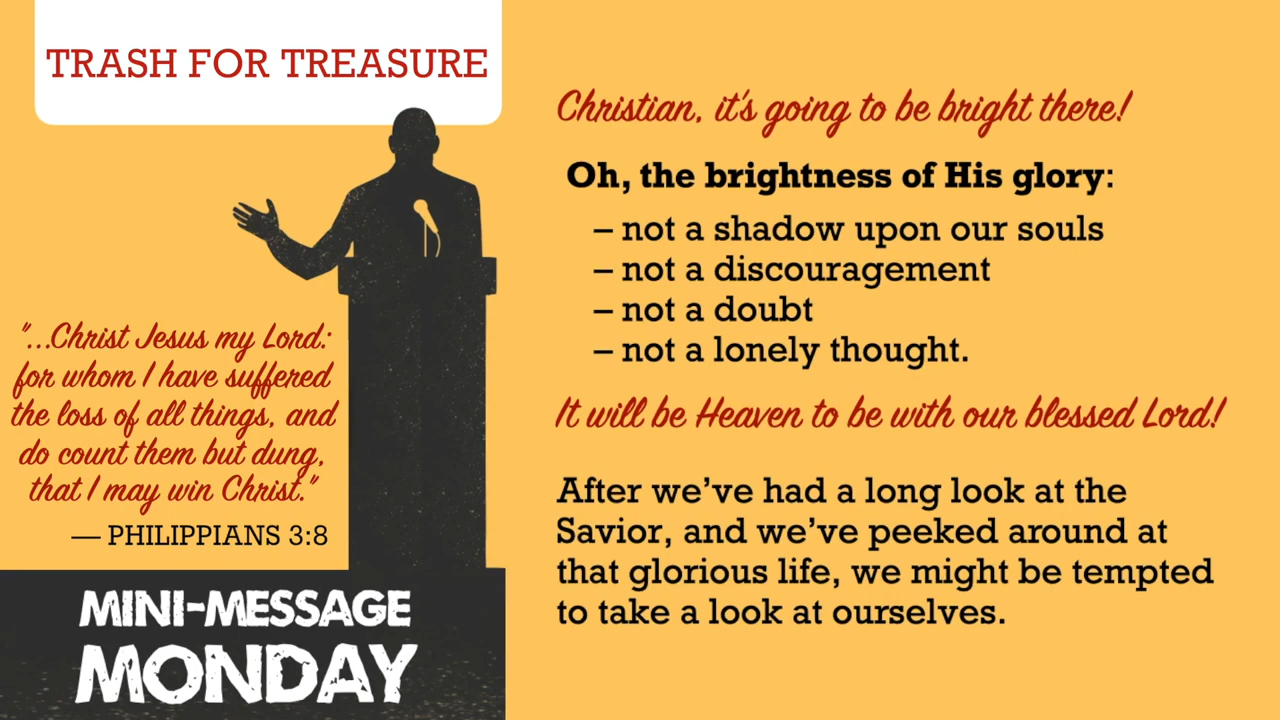 TRASH FOR TREASURE
"...Christ Jesus my Lord:
for whom I have suffered
the loss of all things, and
do count them but dung,
that I may win Christ."
— PHILIPPIANS 3:8
MINI-MESSAGE
MONDAY
Christian, it's going to be bright there!
Oh, the brightness of His glory:
– not a shadow upon our souls
– not a discouragement
– not a doubt
– not a lonely thought.
It will be Heaven to be with our blessed Lord!
After we’ve had a long look at the
Savior, and we’ve peeked around at
that glorious life, we might be tempted
to take a look at ourselves.